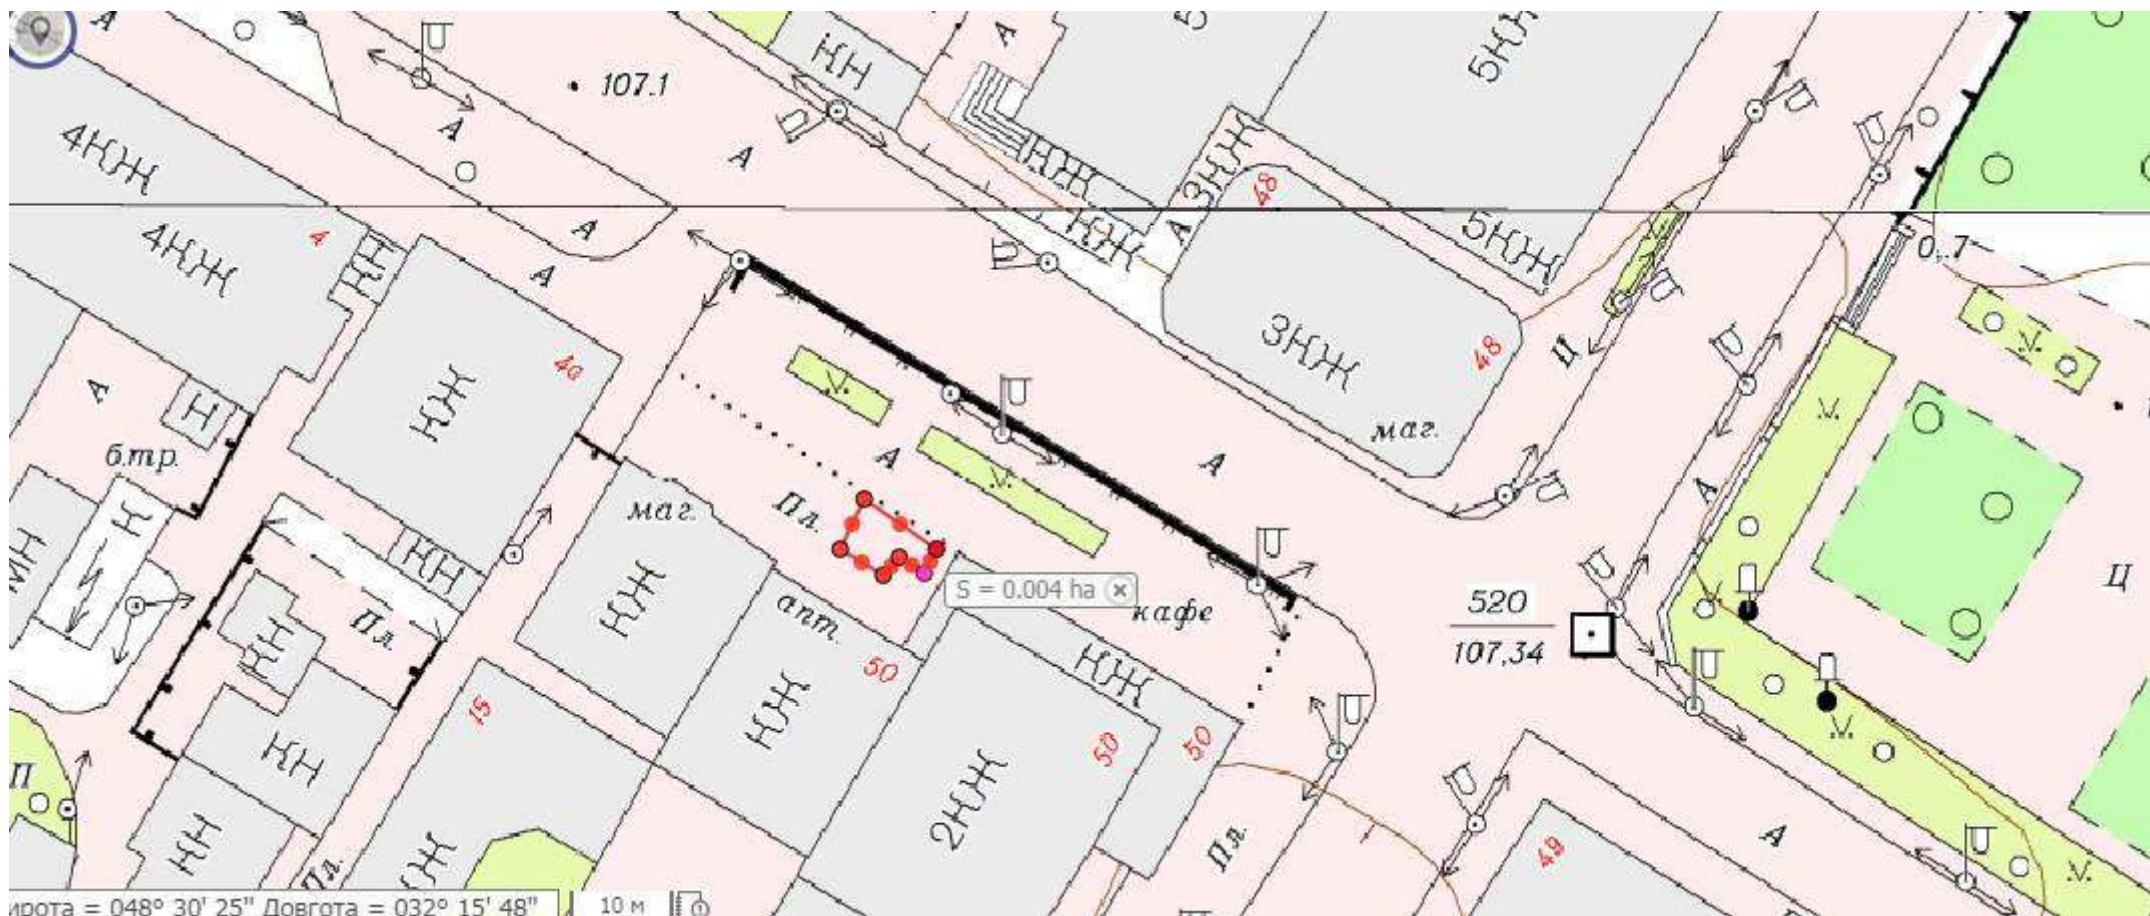 А
А
КН
5
5КЖ
107.1
4КЖ
А
А
КЖ
3КЖ
48
4КЖ
4
КН
А
А
КЖ
А
5КЖ
0,.7
3КЖ
48
Ц
КЖ
4а
Н
А
б.тр.
маг.
А
А
А
Пл.
маг.
КЖ
апт.
S = 0.004 ha
кафе
520
107,34
Ц
Н
МН
КН
Пл.
КН
КН
50
КЖ
КЖ
50
50
15
2КЖ
П
КН
КЖ
Пл.
Пл.
49
А
ирота = 048° 30' 25" Довгота = 032° 15' 48"
10 м